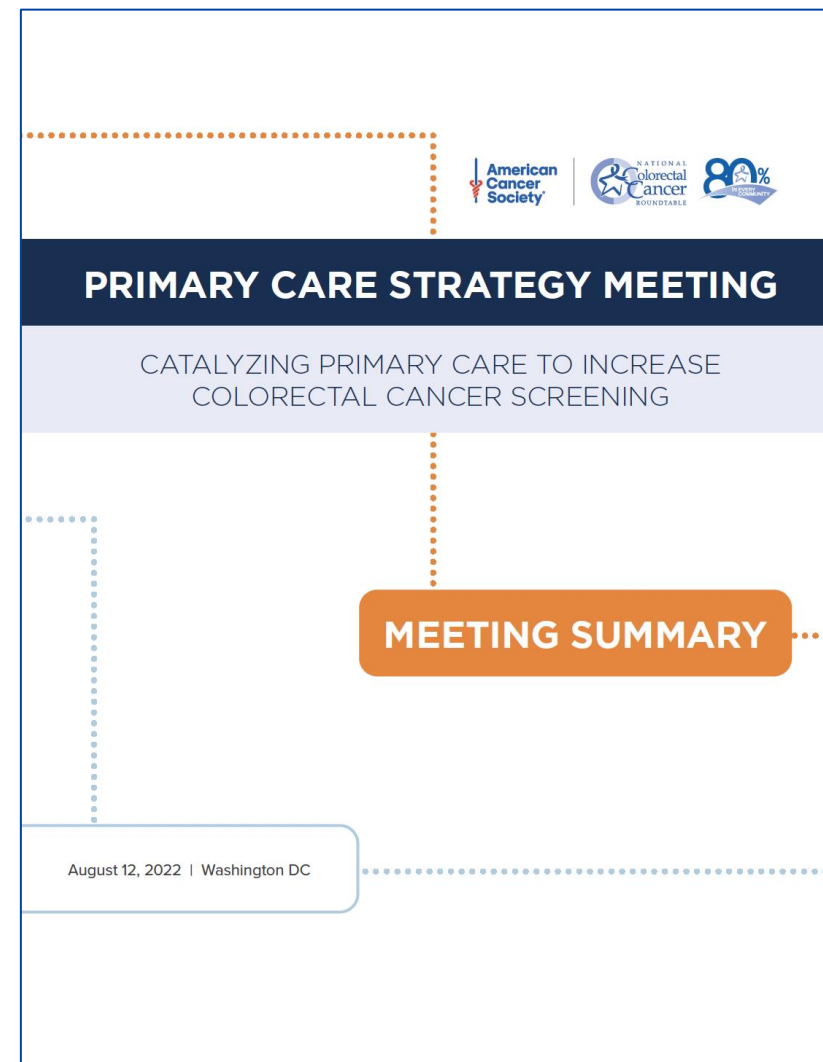 American
Cancer
Society
NATIONAL
Colorectal
Cancer
ROUNDTABLE
80%
IN EVERY
COMMUNITY
PRIMARY CARE STRATEGY MEETING
CATALYZING PRIMARY CARE TO INCREASE
COLORECTAL CANCER SCREENING
MEETING SUMMARY
August 12, 2022 | Washington DC